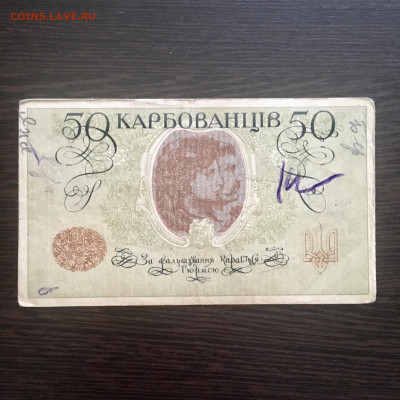 COINS.LAVE.RU
50 КАРБОВАНЦІВ 50
За фальшування карається
тюрмою